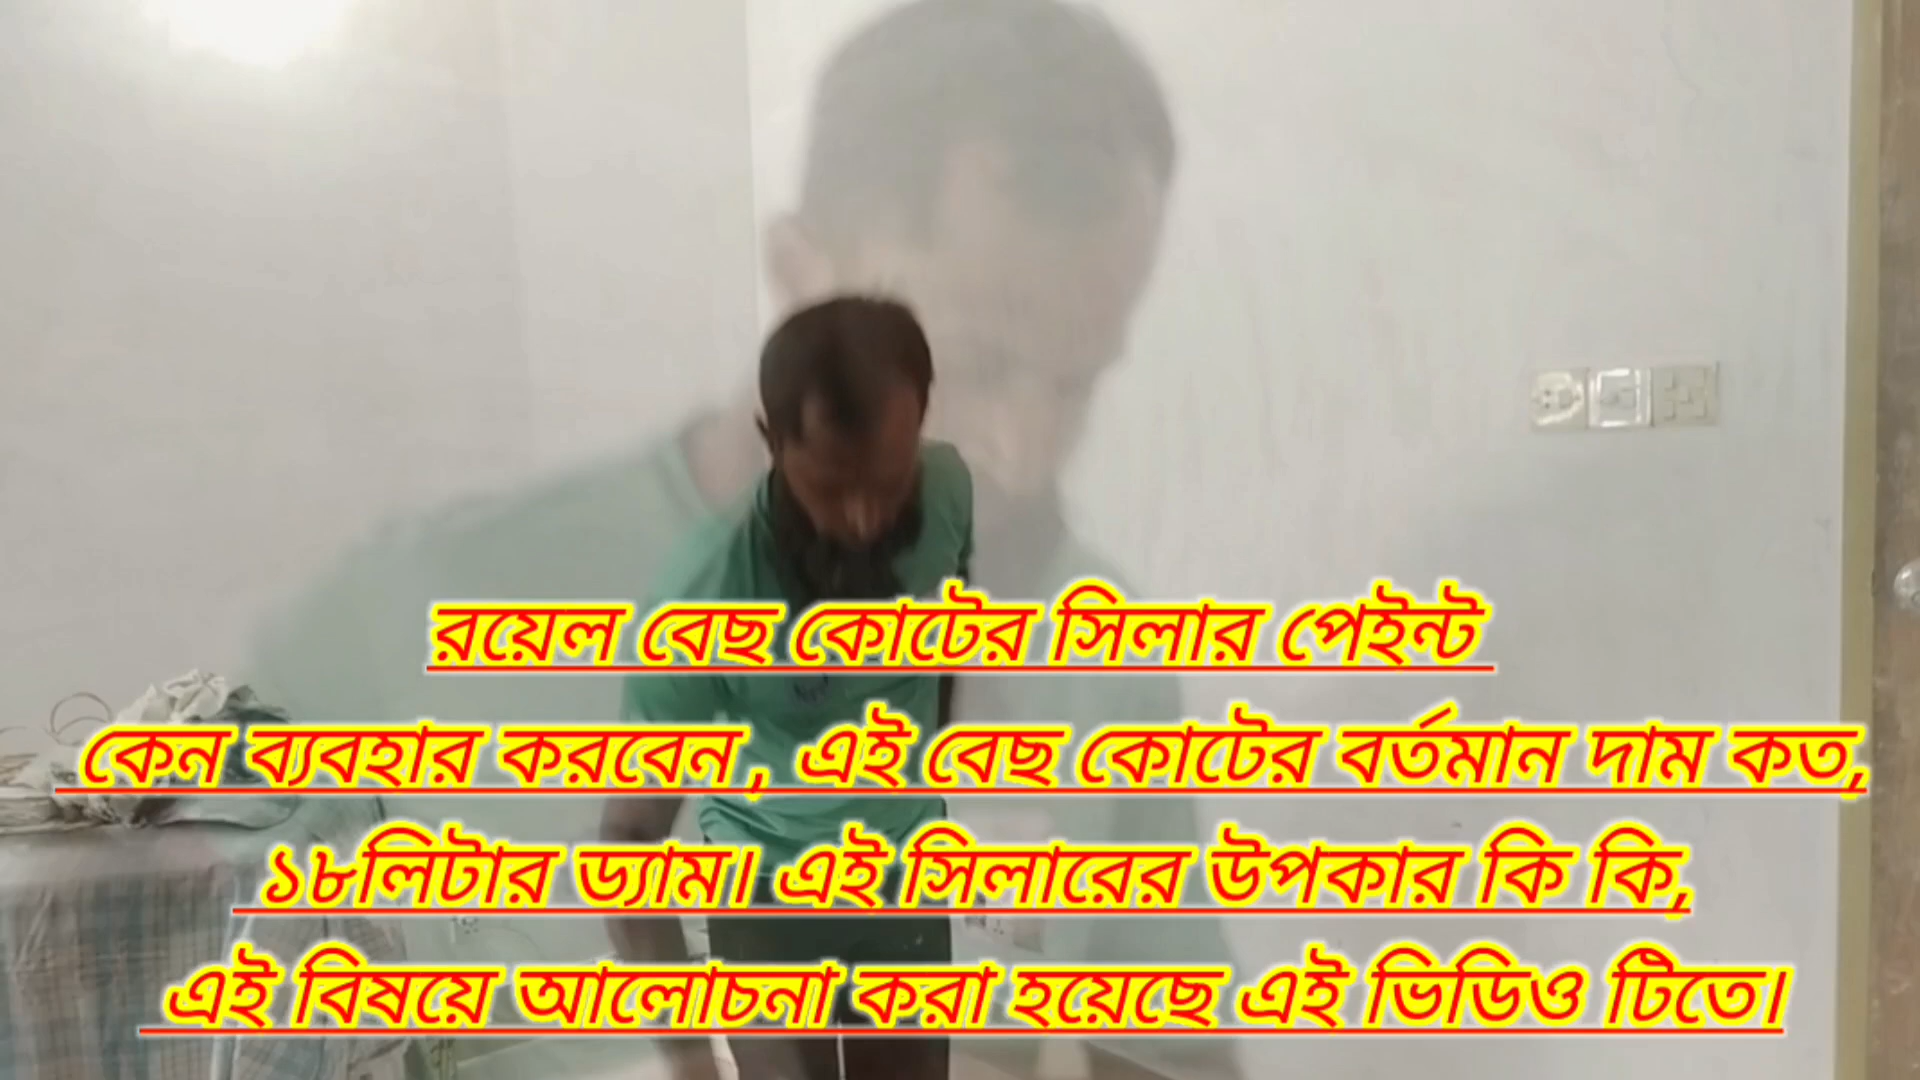 রয়েল বেছ কোটের সিলার পেইন্ট
কেন ব্যবহার করবেন , এই বেছ কোটের বর্তমান দাম কত,
১৮লিটার ড্যাম। এই সিলারের উপকার কি কি,
এই বিষয়ে আলোচনা করা হয়েছে এই ভিডিও টিতে।